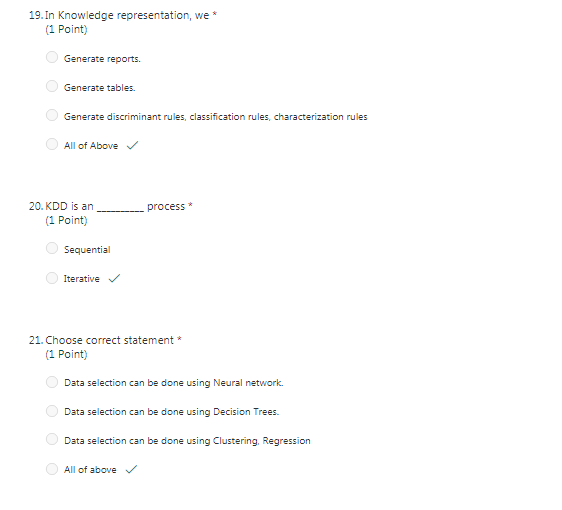 19. In Knowledge representation, we *
(1 Point)
Generate reports.
Generate tables.
Generate discriminant rules, classification rules, characterization rules
All of Above ✓
20. KDD is an __________ process *
(1 Point)
Sequential
Iterative ✓
21. Choose correct statement *
(1 Point)
Data selection can be done using Neural network.
Data selection can be done using Decision Trees.
Data selection can be done using Clustering, Regression
All of above ✓